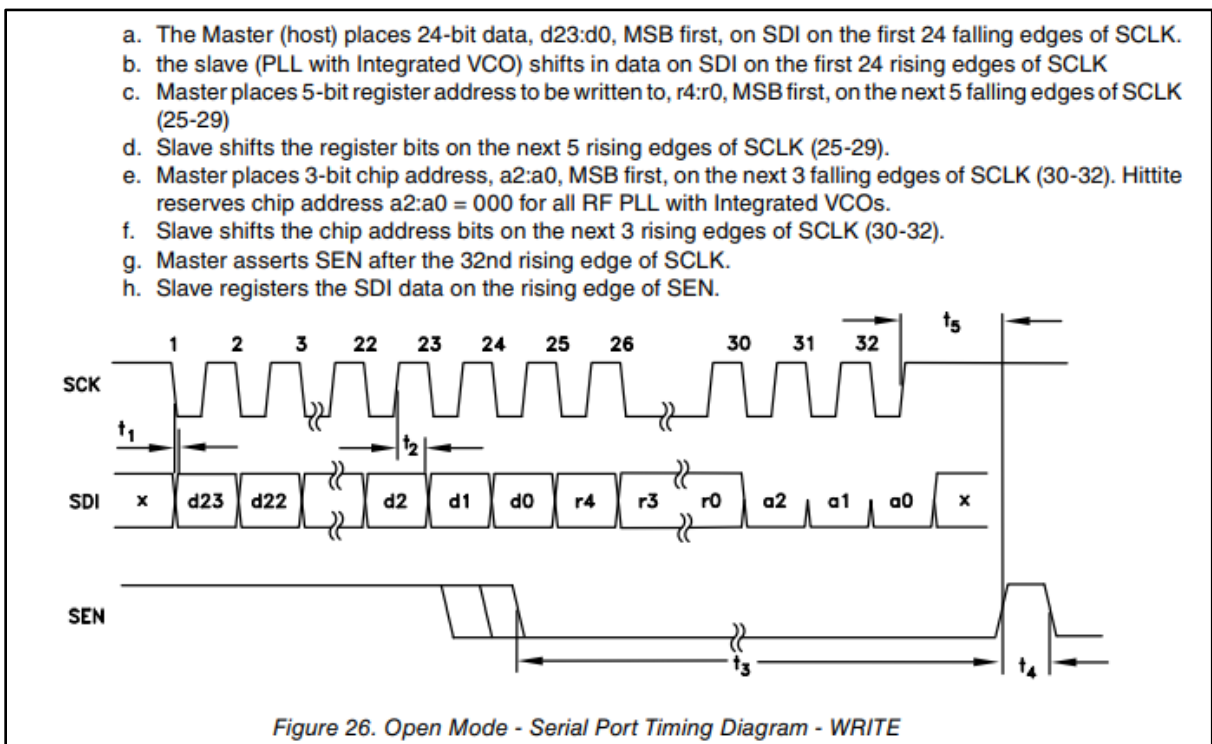 a. The Master (host) places 24-bit data, d23:d0, MSB first, on SDI on the first 24 falling edges of SCLK.
b. the slave (PLL with Integrated VCO) shifts in data on SDI on the first 24 rising edges of SCLK
c. Master places 5-bit register address to be written to, r4:r0, MSB first, on the next 5 falling edges of SCLK
(25-29)
d. Slave shifts the register bits on the next 5 rising edges of SCLK (25-29).
e. Master places 3-bit chip address, a2:a0, MSB first, on the next 3 falling edges of SCLK (30-32). Hittite
reserves chip address a2:a0 = 000 for all RF PLL with Integrated VCOs.
f. Slave shifts the chip address bits on the next 3 rising edges of SCLK (30-32).
g. Master asserts SEN after the 32nd rising edge of SCLK.
h. Slave registers the SDI data on the rising edge of SEN.
t5
1 2 3 22 23 24 25 26 30 31 32
SCK
t1 t2
SDI x d23 d22 d2 d1 d0 r4 r3 r0 a2 a1 a0 x
SEN
t3 t4
Figure 26. Open Mode - Serial Port Timing Diagram - WRITE